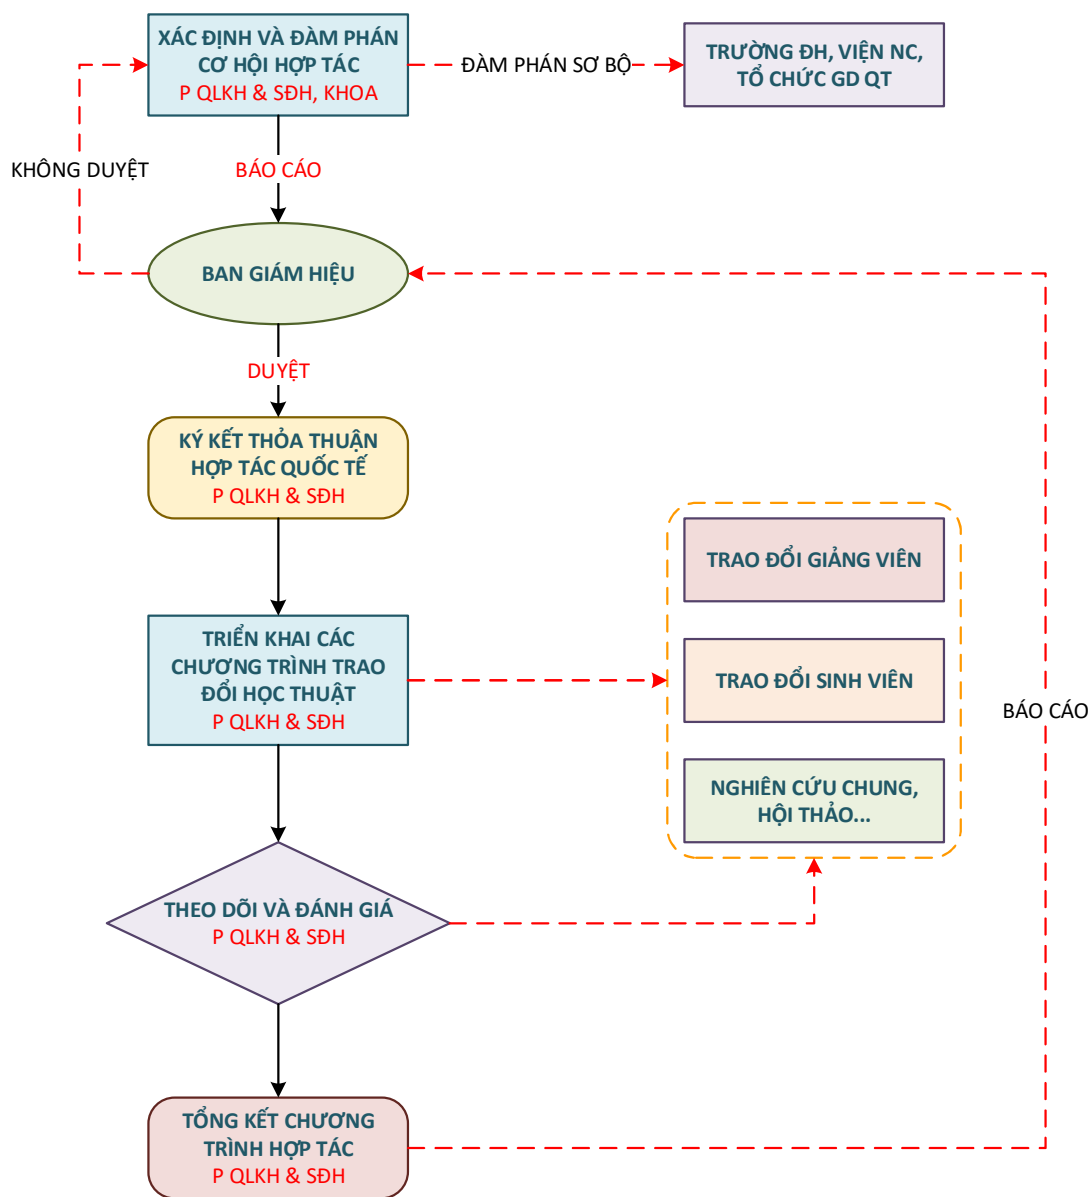 XÁC ĐỊNH VÀ ĐÀM PHÁN
CƠ HỘI HỢP TÁC
P QLKH & SĐH, KHOA
ĐÀM PHÁN SƠ BỘ
TRƯỜNG ĐH, VIỆN NC,
TỔ CHỨC GD QT
KHÔNG DUYỆT
BÁO CÁO
BAN GIÁM HIỆU
DUYỆT
KÝ KẾT THỎA THUẬN
HỢP TÁC QUỐC TẾ
P QLKH & SĐH
TRIỂN KHAI CÁC
CHƯƠNG TRÌNH TRAO
ĐỔI HỌC THUẬT
P QLKH & SĐH
TRAO ĐỔI GIẢNG VIÊN
TRAO ĐỔI SINH VIÊN
NGHIÊN CỨU CHUNG,
HỘI THẢO...
BÁO CÁO
THEO DÕI VÀ ĐÁNH GIÁ
P QLKH & SĐH
TỔNG KẾT CHƯƠNG
TRÌNH HỢP TÁC
P QLKH & SĐH